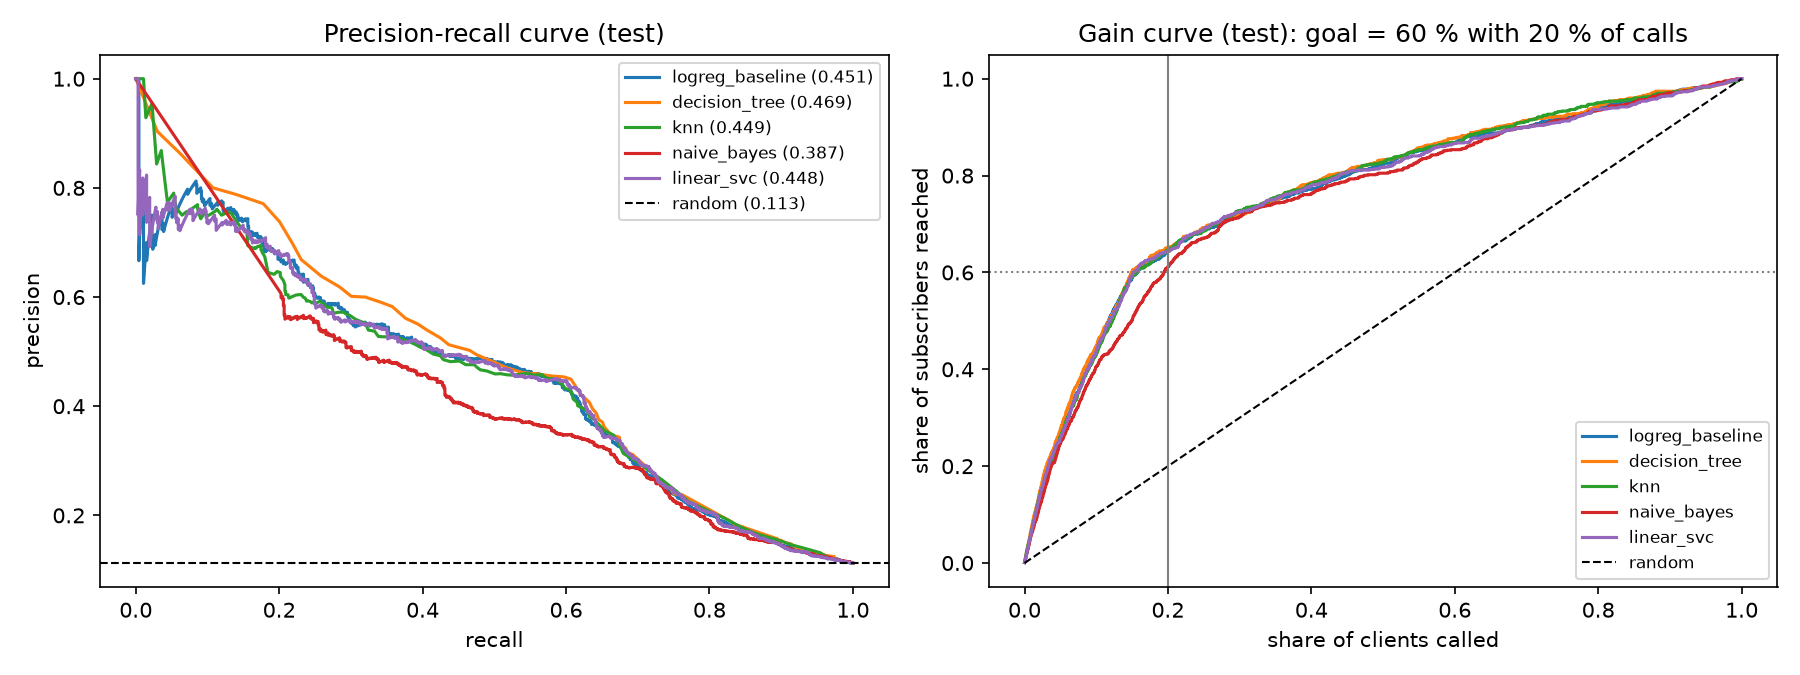 Precision-recall curve (test)
precision
1.0
0.8
0.6
0.4
0.2
0.0 0.2 0.4 0.6 0.8 1.0
recall
logreg_baseline (0.451)
decision_tree (0.469)
knn (0.449)
naive_bayes (0.387)
linear_svc (0.448)
random (0.113)
Gain curve (test): goal = 60 % with 20 % of calls
share of subscribers reached
1.0
0.8
0.6
0.4
0.2
0.0
0.0 0.2 0.4 0.6 0.8 1.0
share of clients called
logreg_baseline
decision_tree
knn
naive_bayes
linear_svc
random